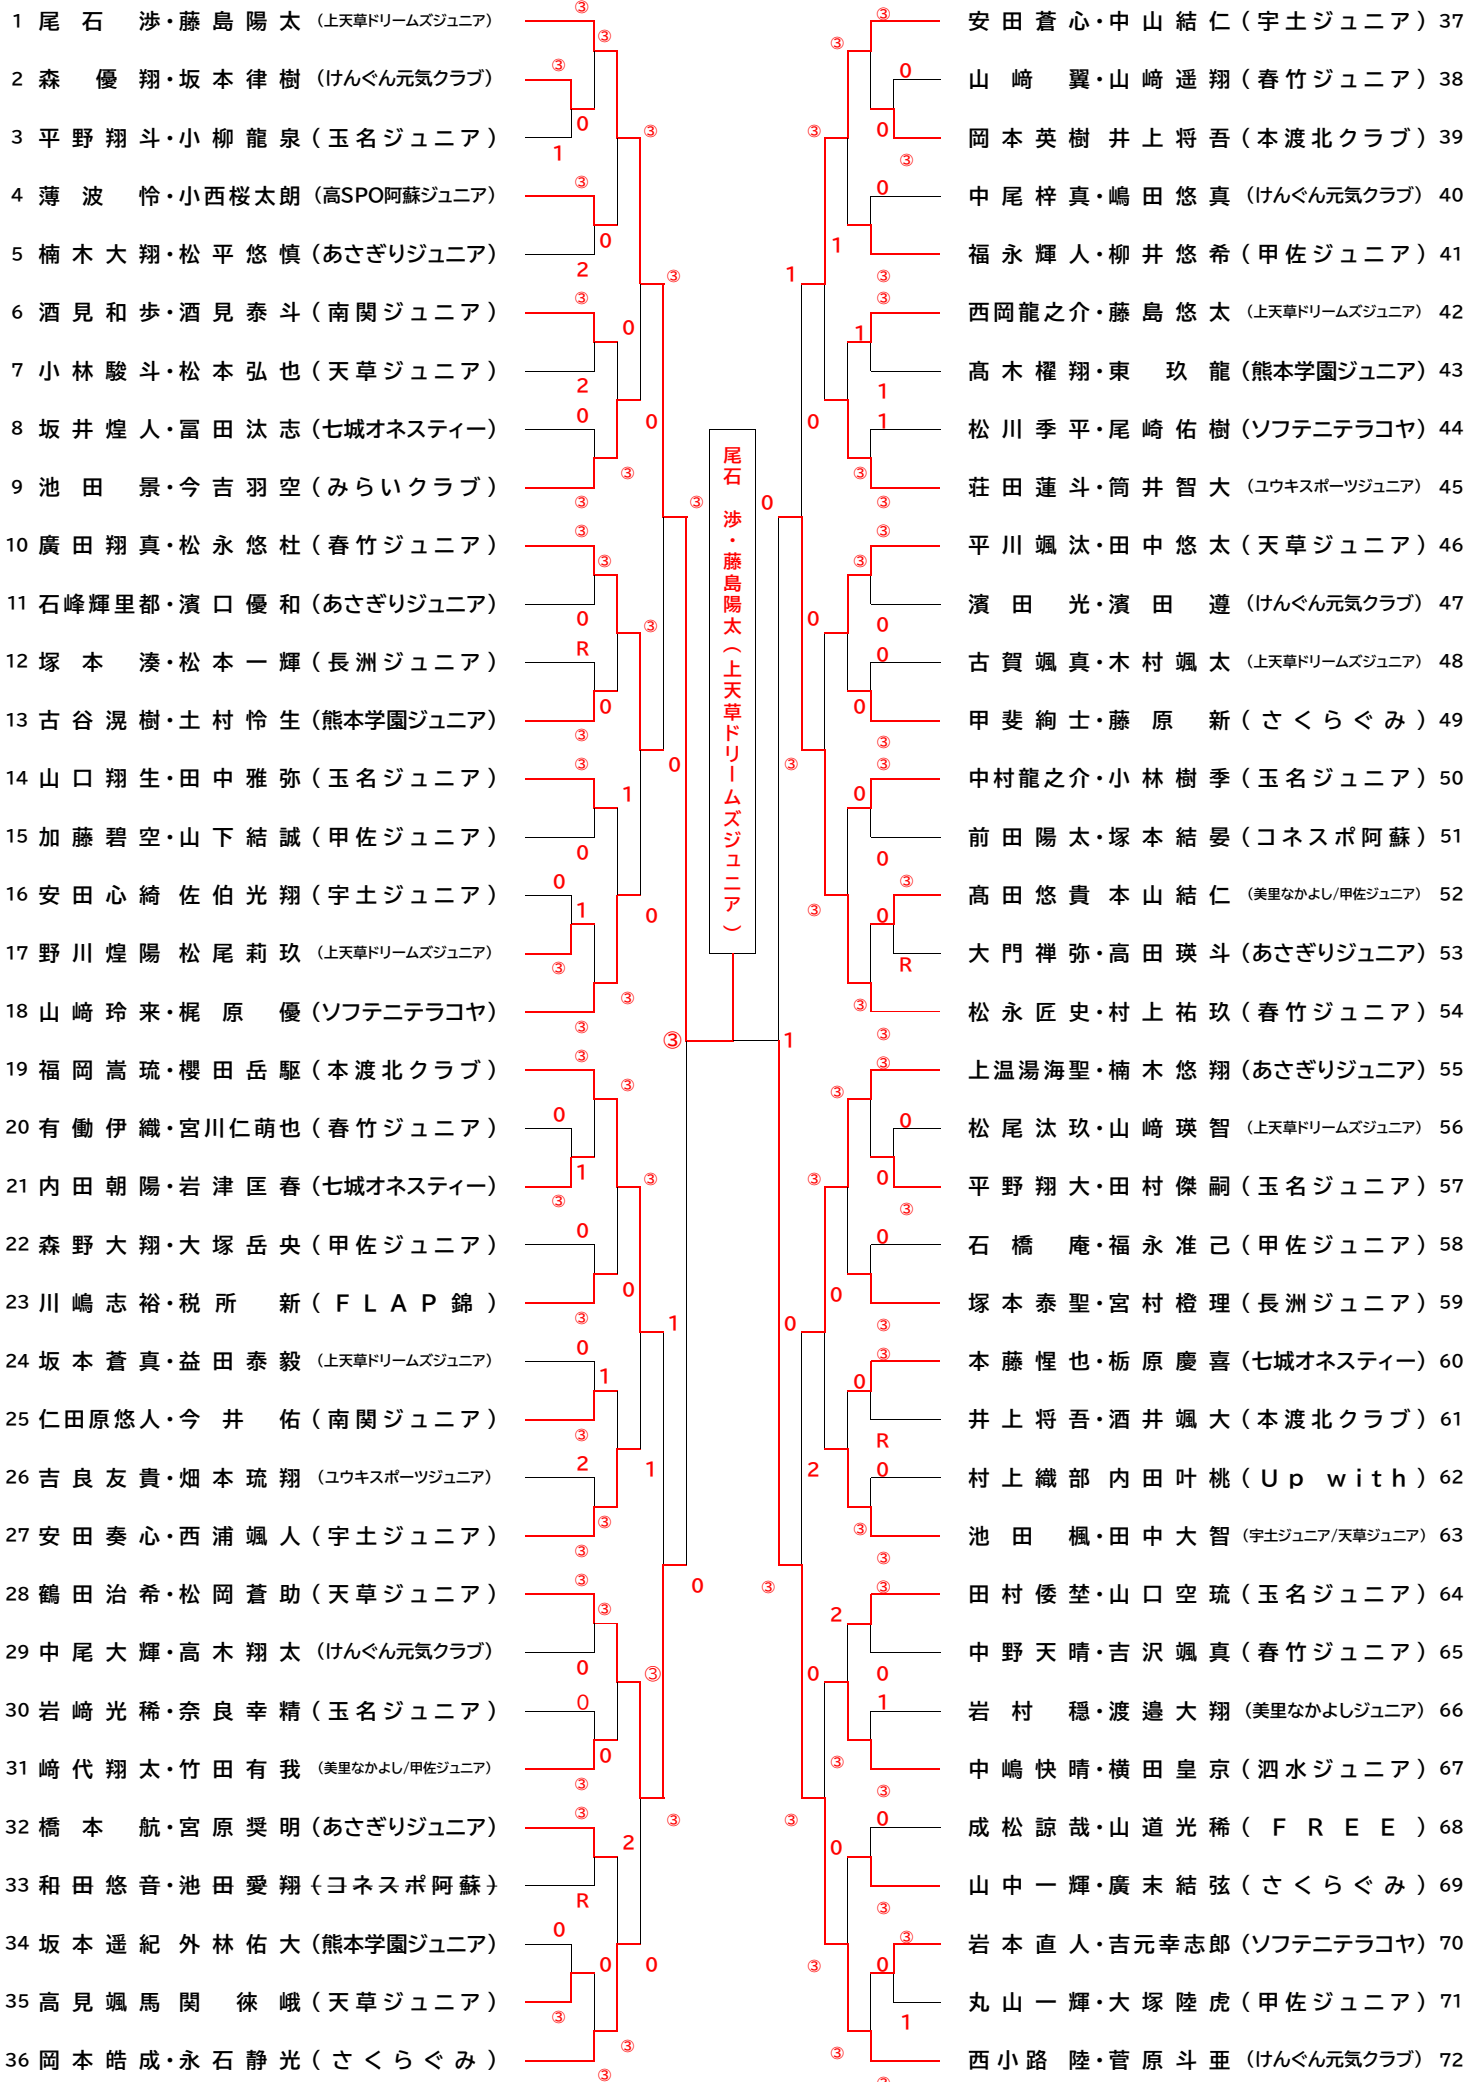 1 尾石 渉・藤島陽太 (上天草ドリームズジュニア)
2 森 優翔・坂本律樹 (けんぐん元気クラブ)
3 平野翔斗・小柳龍泉 (玉名ジュニア)
4 薄波 怜・小西桜太朗 (高SPO阿蘇ジュニア)
5 楠木大翔・松平悠慎 (あさぎりジュニア)
6 酒見和歩・酒見泰斗 (南関ジュニア)
7 小林駿斗・松本弘也 (天草ジュニア)
8 坂井煌人・冨田汰志 (七城オネスティー)
9 池田 景・今吉羽空 (みらいクラブ)
10 廣田翔真・松永悠杜 (春竹ジュニア)
11 石峰輝里都・濱口優和 (あさぎりジュニア)
12 塚本 湊・松本一輝 (長洲ジュニア)
13 古谷滉樹・土村怜生 (熊本学園ジュニア)
14 山口翔生・田中雅弥 (玉名ジュニア)
15 加藤碧空・山下結誠 (甲佐ジュニア)
16 安田心綺 佐伯光翔 (宇土ジュニア)
17 野川煌陽 松尾莉玖 (上天草ドリームズジュニア)
18 山﨑玲来・梶原 優 (ソフテニテラコヤ)
19 福岡嵩琉・櫻田岳駆 (本渡北クラブ)
20 有働伊織・宮川仁萌也 (春竹ジュニア)
21 内田朝陽・岩津匡春 (七城オネスティー)
22 森野大翔・大塚岳央 (甲佐ジュニア)
23 川嶋志裕・税所 新 (FLAP錦)
24 坂本蒼真・益田泰毅 (上天草ドリームズジュニア)
25 仁田原悠人・今井 佑 (南関ジュニア)
26 吉良友貴・畑本琉翔 (ユウキスポーツジュニア)
27 安田奏心・西浦颯人 (宇土ジュニア)
28 鶴田治希・松岡蒼助 (天草ジュニア)
29 中尾大輝・高木翔太 (けんぐん元気クラブ)
30 岩﨑光稀・奈良幸精 (玉名ジュニア)
31 﨑代翔太・竹田有我 (美里なかよし/甲佐ジュニア)
32 橋本 航・宮原奨明 (あさぎりジュニア)
33 和田悠音・池田愛翔 (コネスポ阿蘇)
34 坂本遥紀 外林佑大 (熊本学園ジュニア)
35 高見颯馬 関 徠峨 (天草ジュニア)
36 岡本皓成・永石静光 (さくらぐみ)
尾石 渉・藤島陽太(上天草ドリームズジュニア)
③ 1
安田蒼心・中山結仁 (宇土ジュニア) 37
山﨑 翼・山﨑遥翔 (春竹ジュニア) 38
岡本英樹 井上将吾 (本渡北クラブ) 39
中尾梓真・嶋田悠真 (けんぐん元気クラブ) 40
福永輝人・柳井悠希 (甲佐ジュニア) 41
西岡龍之介・藤島悠太 (上天草ドリームズジュニア) 42
髙木櫂翔・東 玖龍 (熊本学園ジュニア) 43
松川季平・尾崎佑樹 (ソフテニテラコヤ) 44
荘田蓮斗・筒井智大 (ユウキスポーツジュニア) 45
平川颯汰・田中悠太 (天草ジュニア) 46
濱田 光・濱田 遵 (けんぐん元気クラブ) 47
古賀颯真・木村颯太 (上天草ドリームズジュニア) 48
甲斐絢士・藤原 新 (さくらぐみ) 49
中村龍之介・小林樹季 (玉名ジュニア) 50
前田陽太・塚本結晏 (コネスポ阿蘇) 51
髙田悠貴 本山結仁 (美里なかよし/甲佐ジュニア) 52
大門禅弥・高田瑛斗 (あさぎりジュニア) 53
松永匠史・村上祐玖 (春竹ジュニア) 54
上温湯海聖・楠木悠翔 (あさぎりジュニア) 55
松尾汰玖・山﨑瑛智 (上天草ドリームズジュニア) 56
平野翔大・田村傑嗣 (玉名ジュニア) 57
石橋 庵・福永准己 (甲佐ジュニア) 58
塚本泰聖・宮村橙理 (長洲ジュニア) 59
本藤惺也・栃原慶喜 (七城オネスティー) 60
井上将吾・酒井颯大 (本渡北クラブ) 61
村上織部 内田叶桃 (Up with) 62
池田 楓・田中大智 (宇土ジュニア/天草ジュニア) 63
田村倭埜・山口空琉 (玉名ジュニア) 64
中野天晴・吉沢颯真 (春竹ジュニア) 65
岩村 穏・渡邉大翔 (美里なかよしジュニア) 66
中嶋快晴・横田皇京 (泗水ジュニア) 67
成松諒哉・山道光稀 (FREE) 68
山中一輝・廣末結弦 (さくらぐみ) 69
岩本直人・吉元幸志郎 (ソフテニテラコヤ) 70
丸山一輝・大塚陸虎 (甲佐ジュニア) 71
西小路 陸・菅原斗亜 (けんぐん元気クラブ) 72